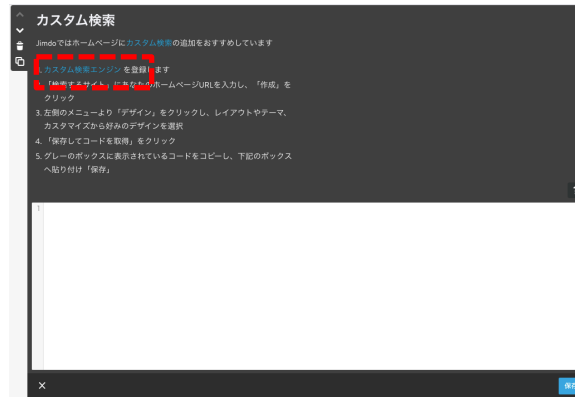 カスタム検索
Jimdoではホームページにカスタム検索の追加をおすすめしています
1. カスタム検索エンジン を登録します
2. 「検索するサイト」にあなたのホームページURLを入力し、「作成」を
クリック
3. 左側のメニューより「デザイン」をクリックし、レイアウトやテーマ、
カスタマイズから好みのデザインを選択
4. 「保存してコードを取得」をクリック
5. グレーのボックスに表示されているコードをコピーし、下記のボックス
へ貼り付け「保存」
1
保存